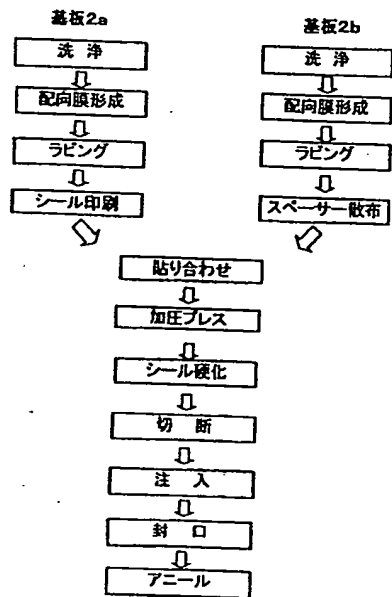 基板2a
洗浄
配向膜形成
ラビング
シール印刷
基板2b
洗浄
配向膜形成
ラビング
スペーサー散布
貼り合わせ
加圧プレス
シール硬化
切断
注入
封口
アニール